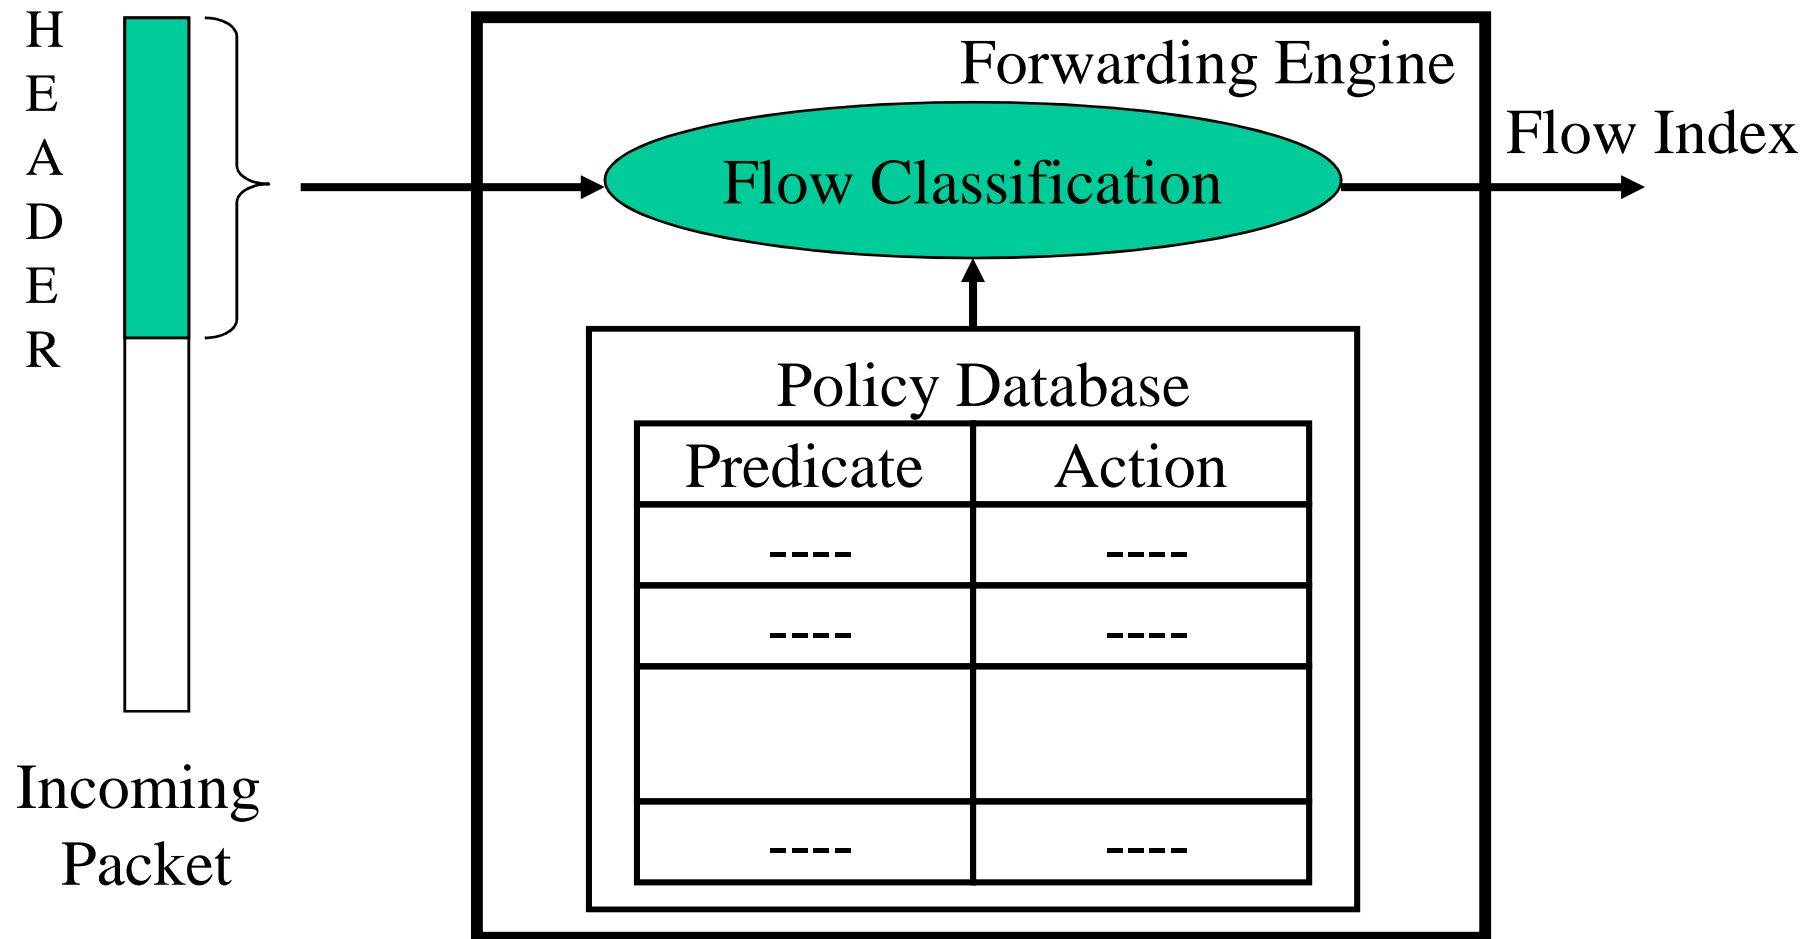 H
E
A
D
E
R
Forwarding Engine
Flow Index
Flow Classification
Policy Database
Predicate Action
---- ----
---- ----
---- ----
Incoming
Packet